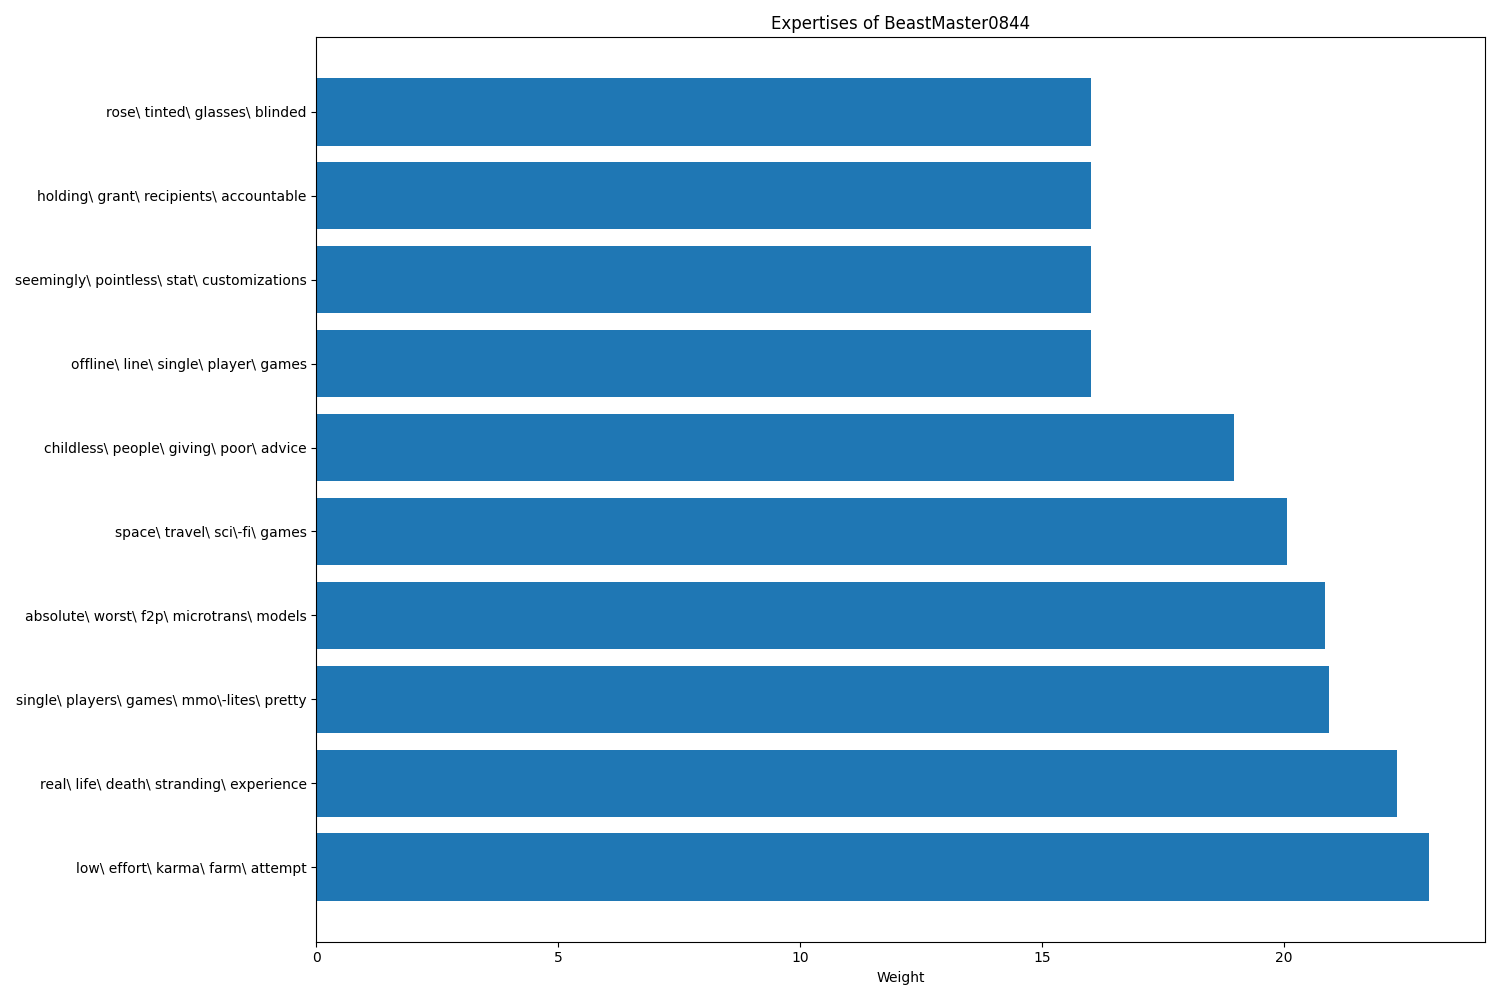 Expertises of BeastMaster0844
rose\ tinted\ glasses\ blinded
holding\ grant\ recipients\ accountable
seemingly\ pointless\ stat\ customizations
offline\ line\ single\ player\ games
childless\ people\ giving\ poor\ advice
space\ travel\ sci\-fi\ games
absolute\ worst\ f2p\ microtrans\ models
single\ players\ games\ mmo\-lites\ pretty
real\ life\ death\ stranding\ experience
low\ effort\ karma\ farm\ attempt
0 5 10 15 20
Weight